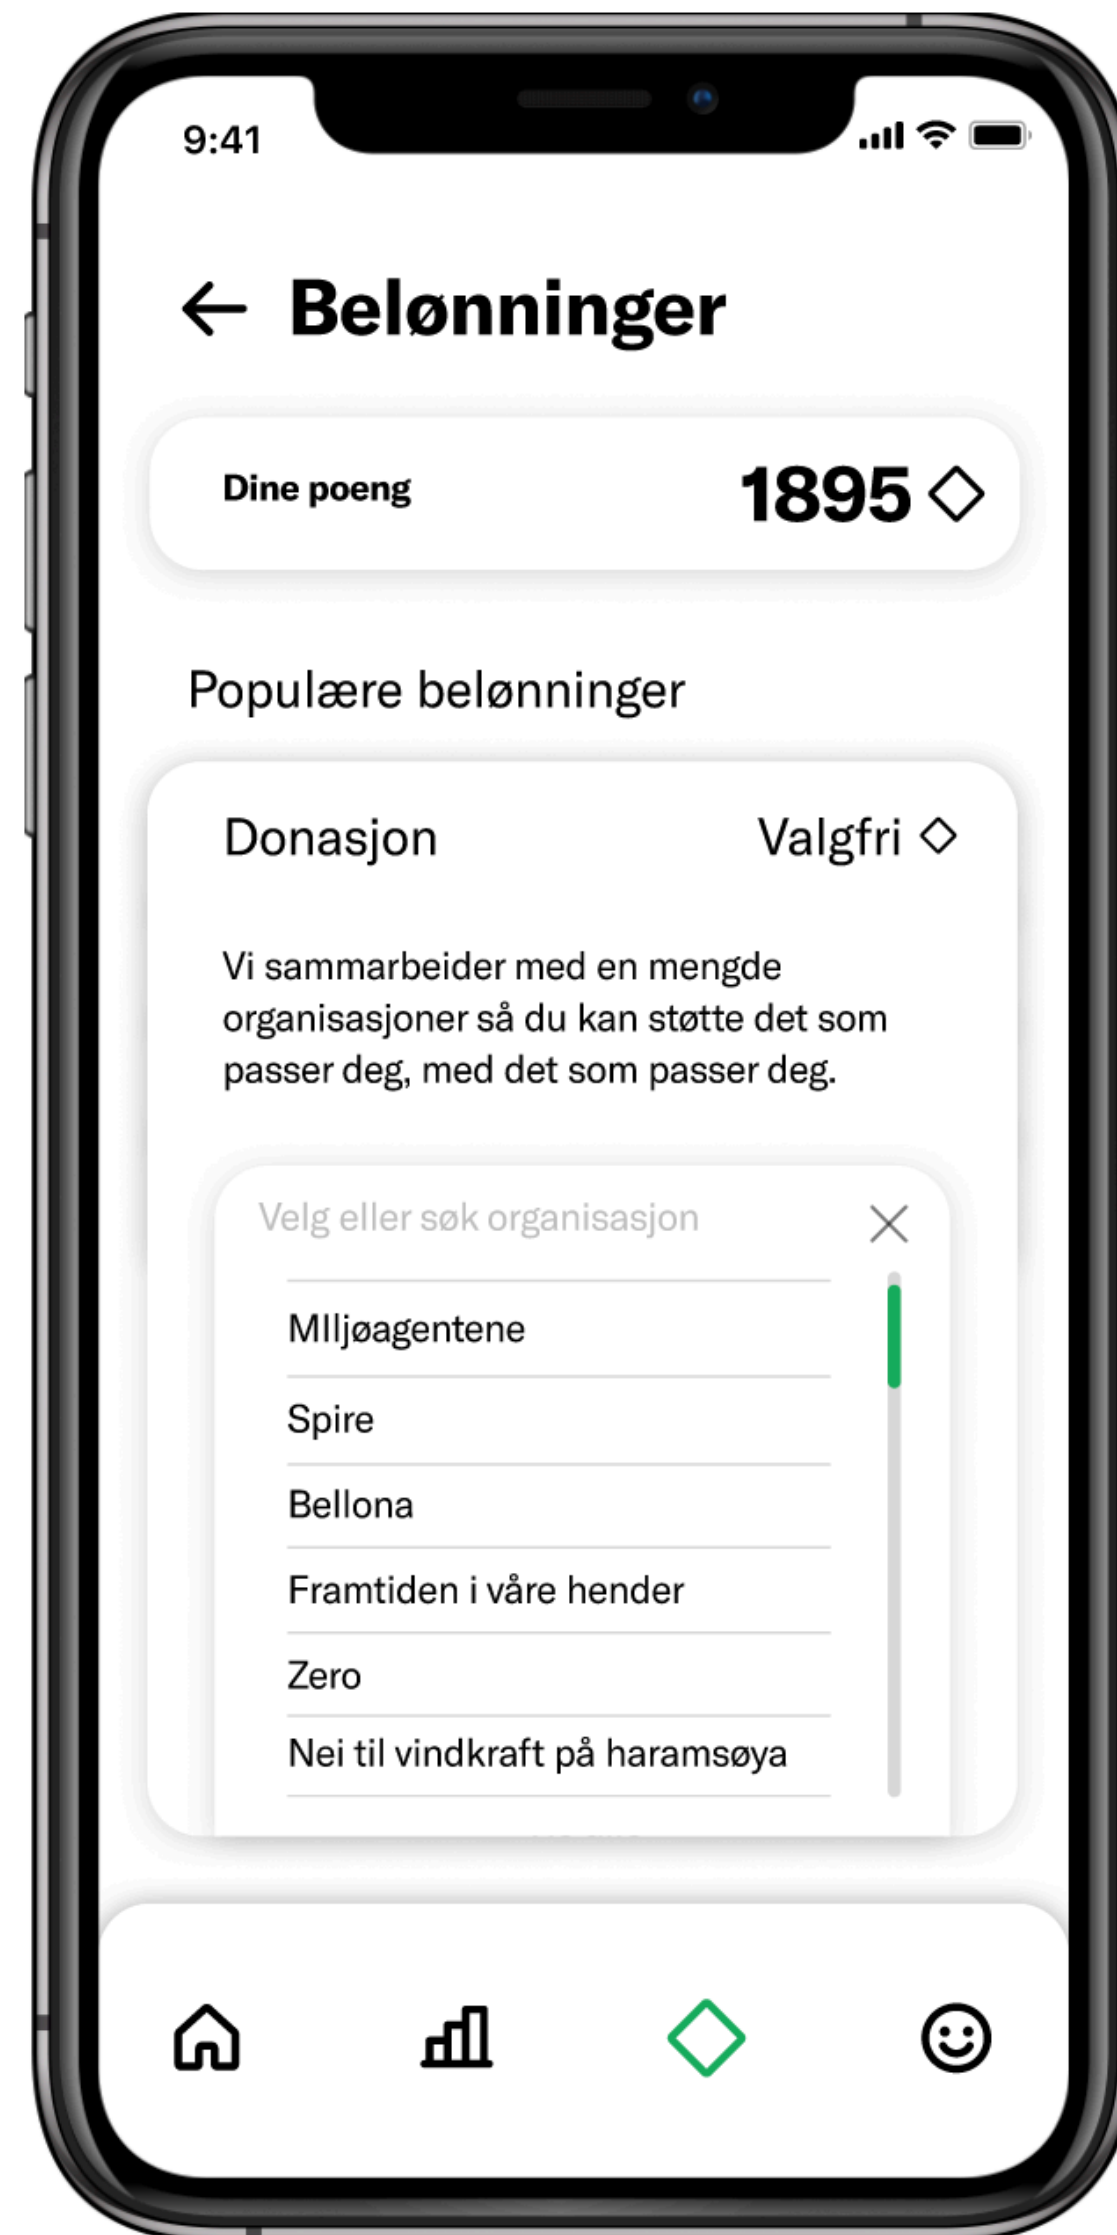 9:41
Belønninger
Dine poeng
1895
Populære belønninger
Donasjon
Valgfri
Vi sammarbeider med en mengde
organisasjoner så du kan støtte det som
passer deg, med det som passer deg.
Velg eller søk organisasjon
MIljøagentene
Spire
Bellona
Framtiden i våre hender
Zero
Nei til vindkraft på haramsøya